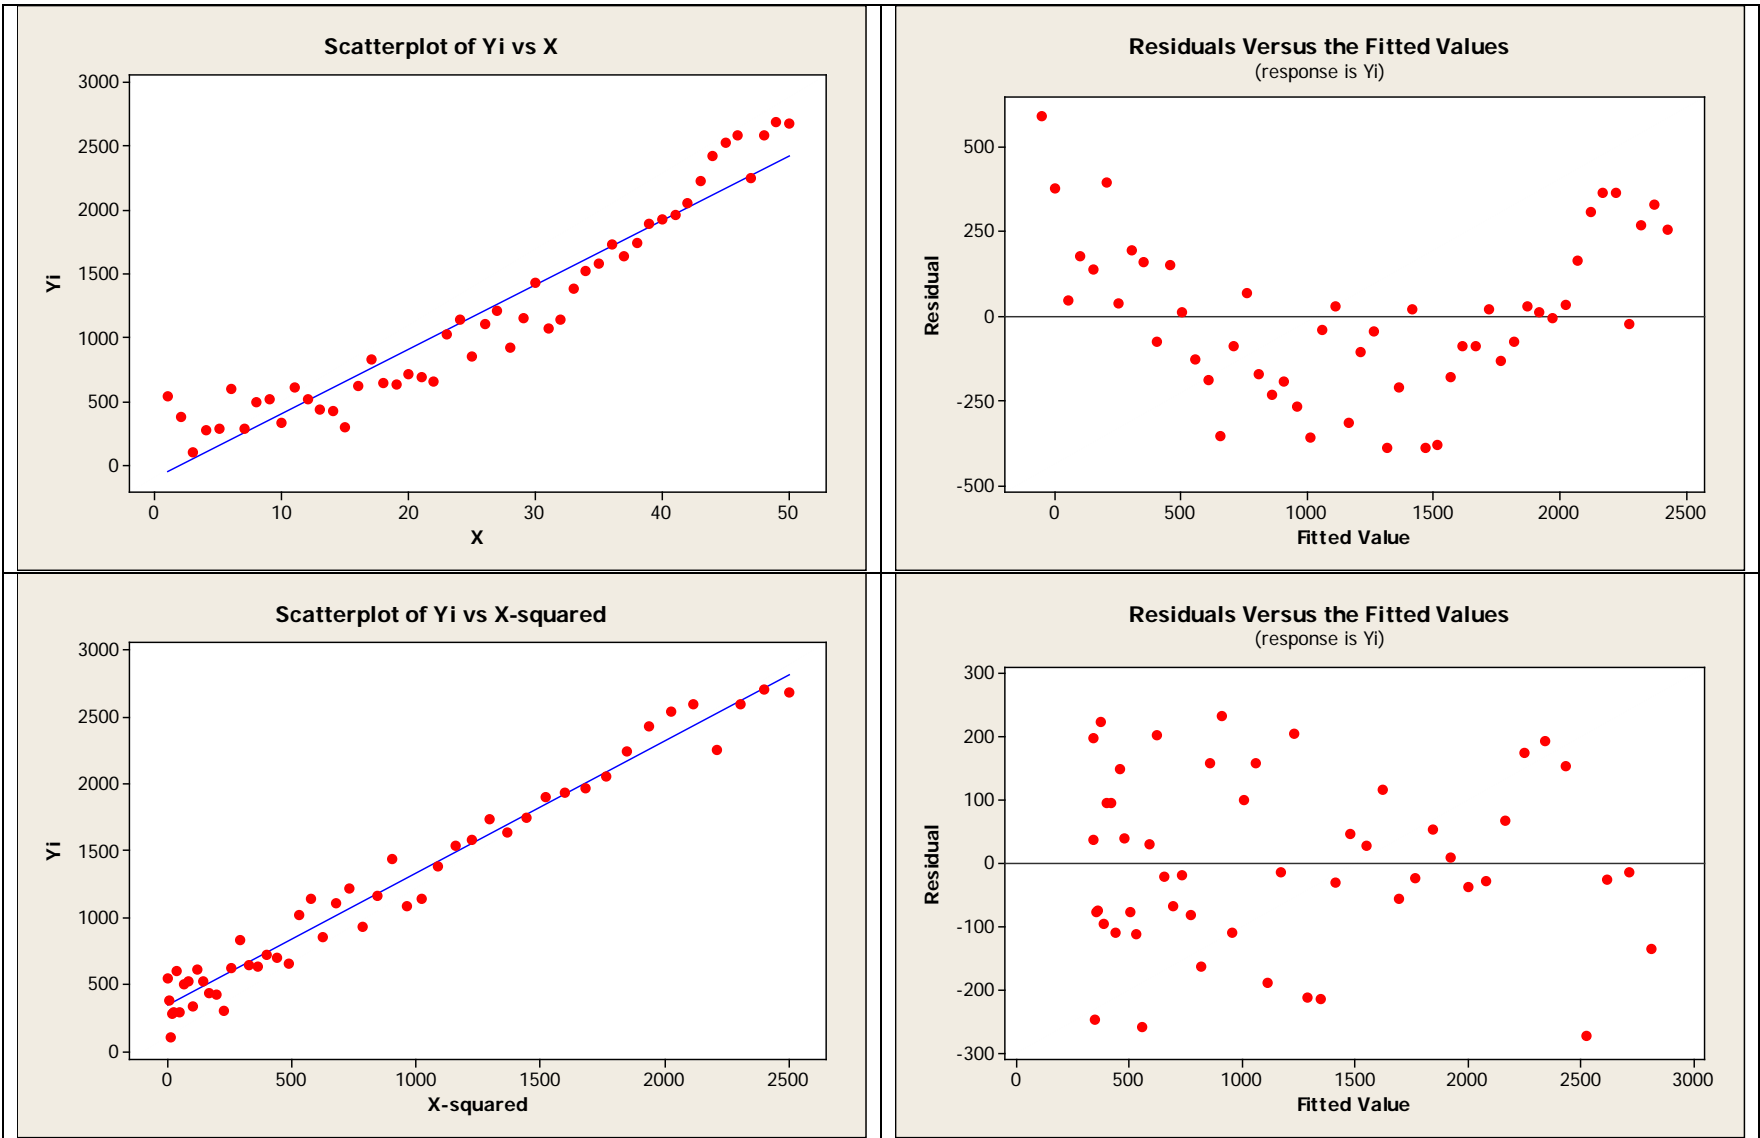 Scatterplot of Yi vs X
3000
2500
2000
1500
1000
500
0
Yi
0 10 20 30 40 50
X
Residuals Versus the Fitted Values
(response is Yi)
500
250
0
-250
-500
Residual
0 500 1000 1500 2000 2500
Fitted Value
Scatterplot of Yi vs X-squared
3000
2500
2000
1500
1000
500
0
Yi
0 500 1000 1500 2000 2500
X-squared
Residuals Versus the Fitted Values
(response is Yi)
300
200
100
0
-100
-200
-300
Residual
0 500 1000 1500 2000 2500 3000
Fitted Value